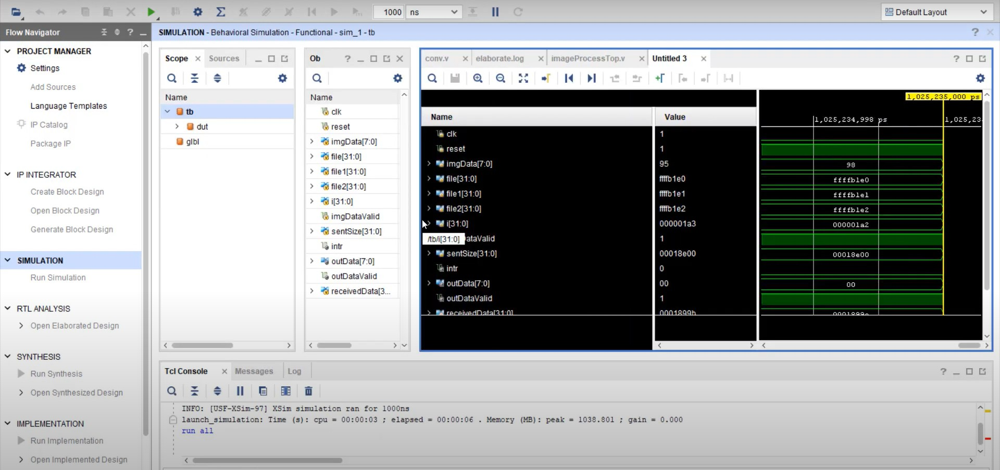 1000 ns
Default Layout
Flow Navigator
SIMULATION - Behavioral Simulation - Functional - sim_1 - tb
PROJECT MANAGER
Settings
Add Sources
Language Templates
IP Catalog
Package IP
IP INTEGRATOR
Create Block Design
Open Block Design
Generate Block Design
SIMULATION
Run Simulation
RTL ANALYSIS
Open Elaborated Design
SYNTHESIS
Run Synthesis
Open Synthesized Design
IMPLEMENTATION
Run Implementation
Open Implemented Design
Scope Sources
Name
tb
dut
glbl
Ob
Name
clk
reset
imgData[7:0]
file[31:0]
file1[31:0]
file2[31:0]
i[31:0]
imgDataValid
sentSize[31:0]
intr
outData[7:0]
outDataValid
receivedData[3...
conv.v elaborate.log imageProcessTop.v Untitled 3
1,025,235,000 ps
Name Value
1,025,234,998 ps 1,025,23
clk 1
reset 1
imgData[7:0] 95 98
file[31:0] ffffb1e0 ffffb1e0
file1[31:0] ffffb1e1 ffffb1e1
file2[31:0] ffffb1e2 ffffb1e2
i[31:0] 000001a3 000001a2
/tb/i[31:0] ataValid 1
sentSize[31:0] 00018e00 00018e00
intr 0
outData[7:0] 00 00
outDataValid 1
receivedData[31:0] 0001899b
Tcl Console Messages Log
INFO: [USF-XSim-97] XSim simulation ran for 1000ns
launch_simulation: Time (s): cpu = 00:00:03 ; elapsed = 00:00:06 . Memory (MB): peak = 1038.801 ; gain = 0.000
run all